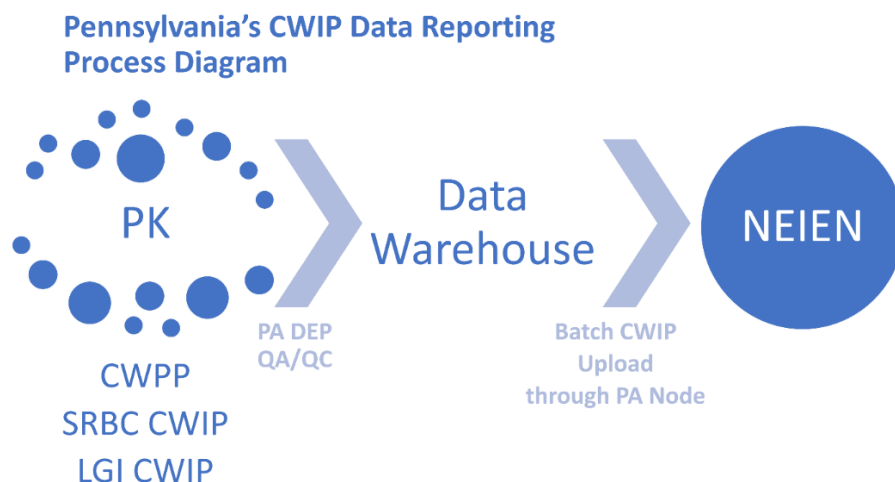 Pennsylvania's CWIP Data Reporting
Process Diagram
PK
Data
Warehouse
NEIEN
PA DEP
QA/QC
Batch CWIP
Upload
through PA Node
CWPP
SRBC CWIP
LGI CWIP